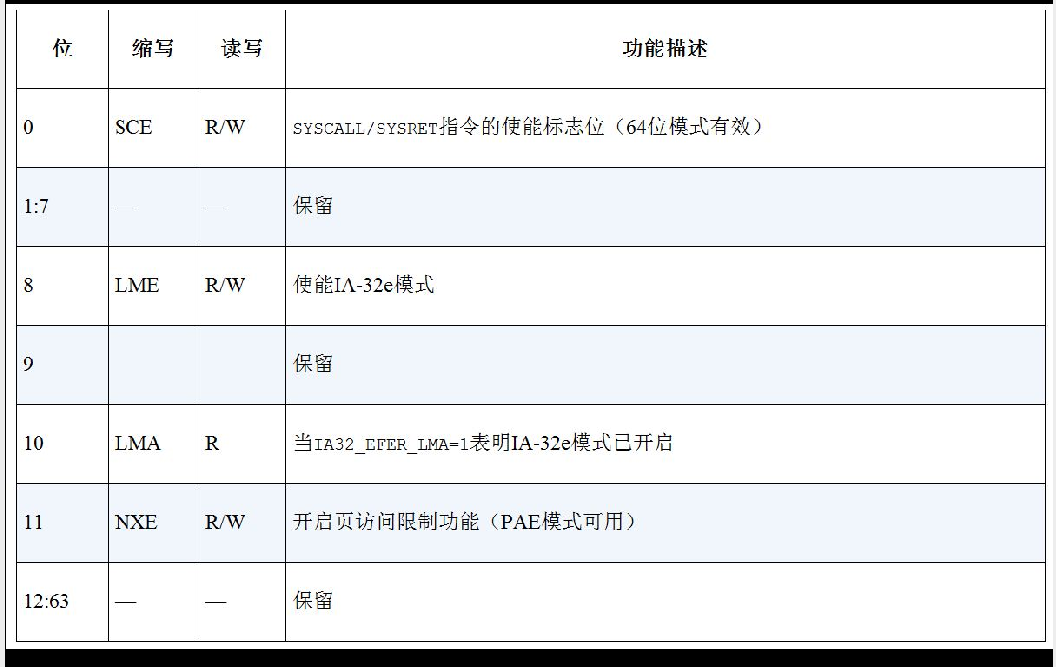 位 缩写 读写 功能描述
0 SCE R/W SYSCALL/SYSRET指令的使能标志位（64位模式有效）
1:7 保留
8 LME R/W 使能IA-32e模式
9 保留
10 LMA R 当IA32_EFER_LMA=1表明IA-32e模式已开启
11 NXE R/W 开启页访问限制功能（PAE模式可用）
12:63 — — 保留